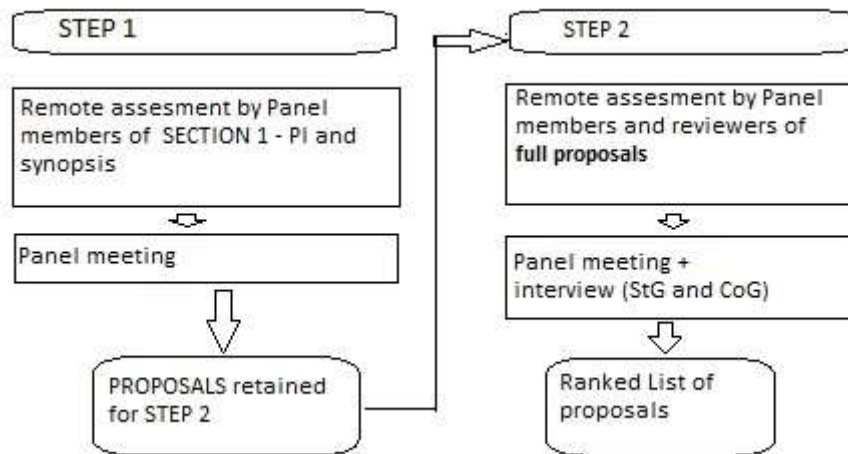 STEP 1
Remote assesment by Panel
members of SECTION 1 - PI and
synopsis
Panel meeting
PROPOSALS retained
for STEP 2
STEP 2
Remote assesment by Panel
members and reviewers of
full proposals
Panel meeting +
interview (StG and CoG)
Ranked List of
proposals